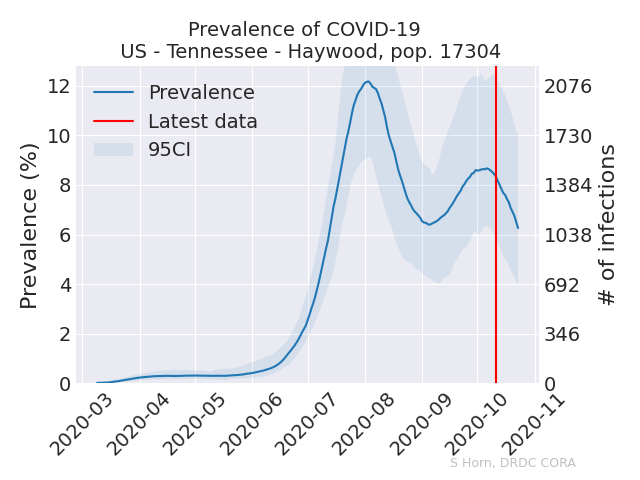 Prevalence of COVID-19
US - Tennessee - Haywood, pop. 17304
Prevalence
Latest data
95CI
Prevalence (%)
12
10
8
6
4
2
0
2076
1730
1384
1038
692
346
0
# of infections
2020-03
2020-04
2020-05
2020-06
2020-07
2020-08
2020-09
2020-10
2020-11
S Horn, DRDC CORA